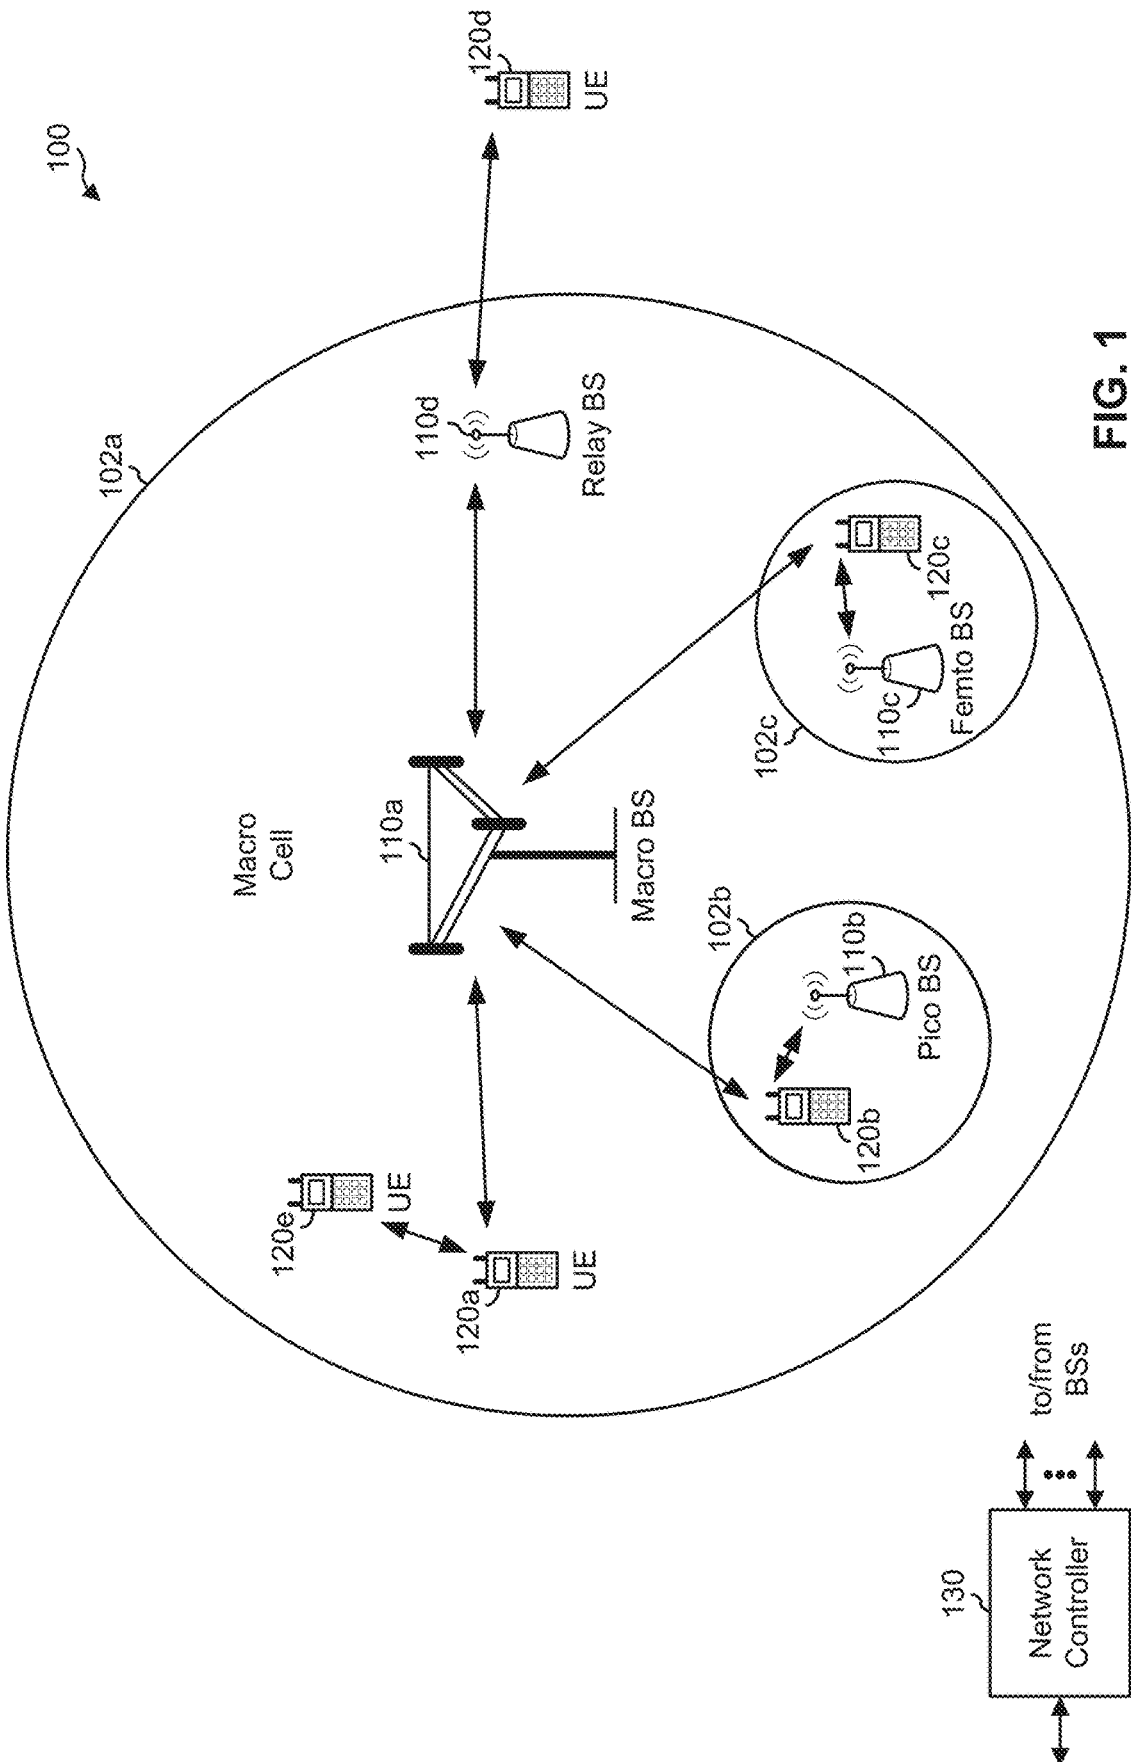 100
102a
Macro
Cell
110a
Macro BS
110d
Relay BS
120d
UE
120e
UE
120a
UE
102b
110b
Pico BS
120b
102c
110c
Femto BS
120c
130
Network
Controller
to/from
BSs
FIG. 1